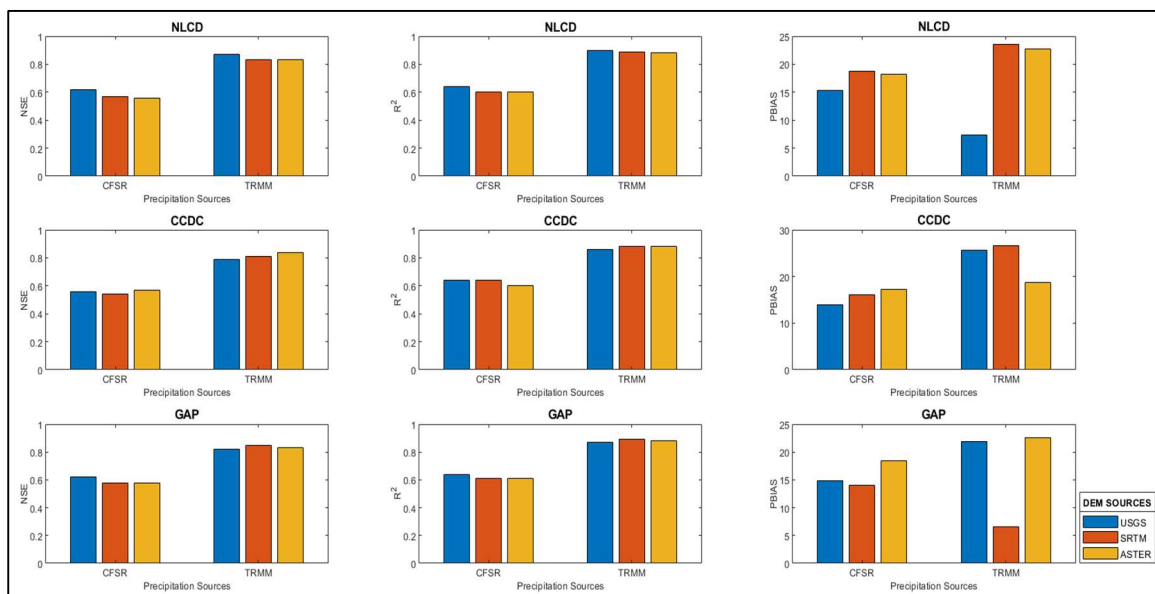 NLCD
1
0.8
0.6
0.4
0.2
0
NSE
CFSR
TRMM
Precipitation Sources
NLCD
1
0.8
0.6
0.4
0.2
0
R²
CFSR
TRMM
Precipitation Sources
NLCD
25
20
15
10
5
0
PBIAS
CFSR
TRMM
Precipitation Sources
CCDC
1
0.8
0.6
0.4
0.2
0
NSE
CFSR
TRMM
Precipitation Sources
CCDC
1
0.8
0.6
0.4
0.2
0
R²
CFSR
TRMM
Precipitation Sources
CCDC
30
20
10
0
PBIAS
CFSR
TRMM
Precipitation Sources
GAP
1
0.8
0.6
0.4
0.2
0
NSE
CFSR
TRMM
Precipitation Sources
GAP
1
0.8
0.6
0.4
0.2
0
R²
CFSR
TRMM
Precipitation Sources
GAP
25
20
15
10
5
0
PBIAS
CFSR
TRMM
Precipitation Sources
DEM SOURCES
USGS
SRTM
ASTER